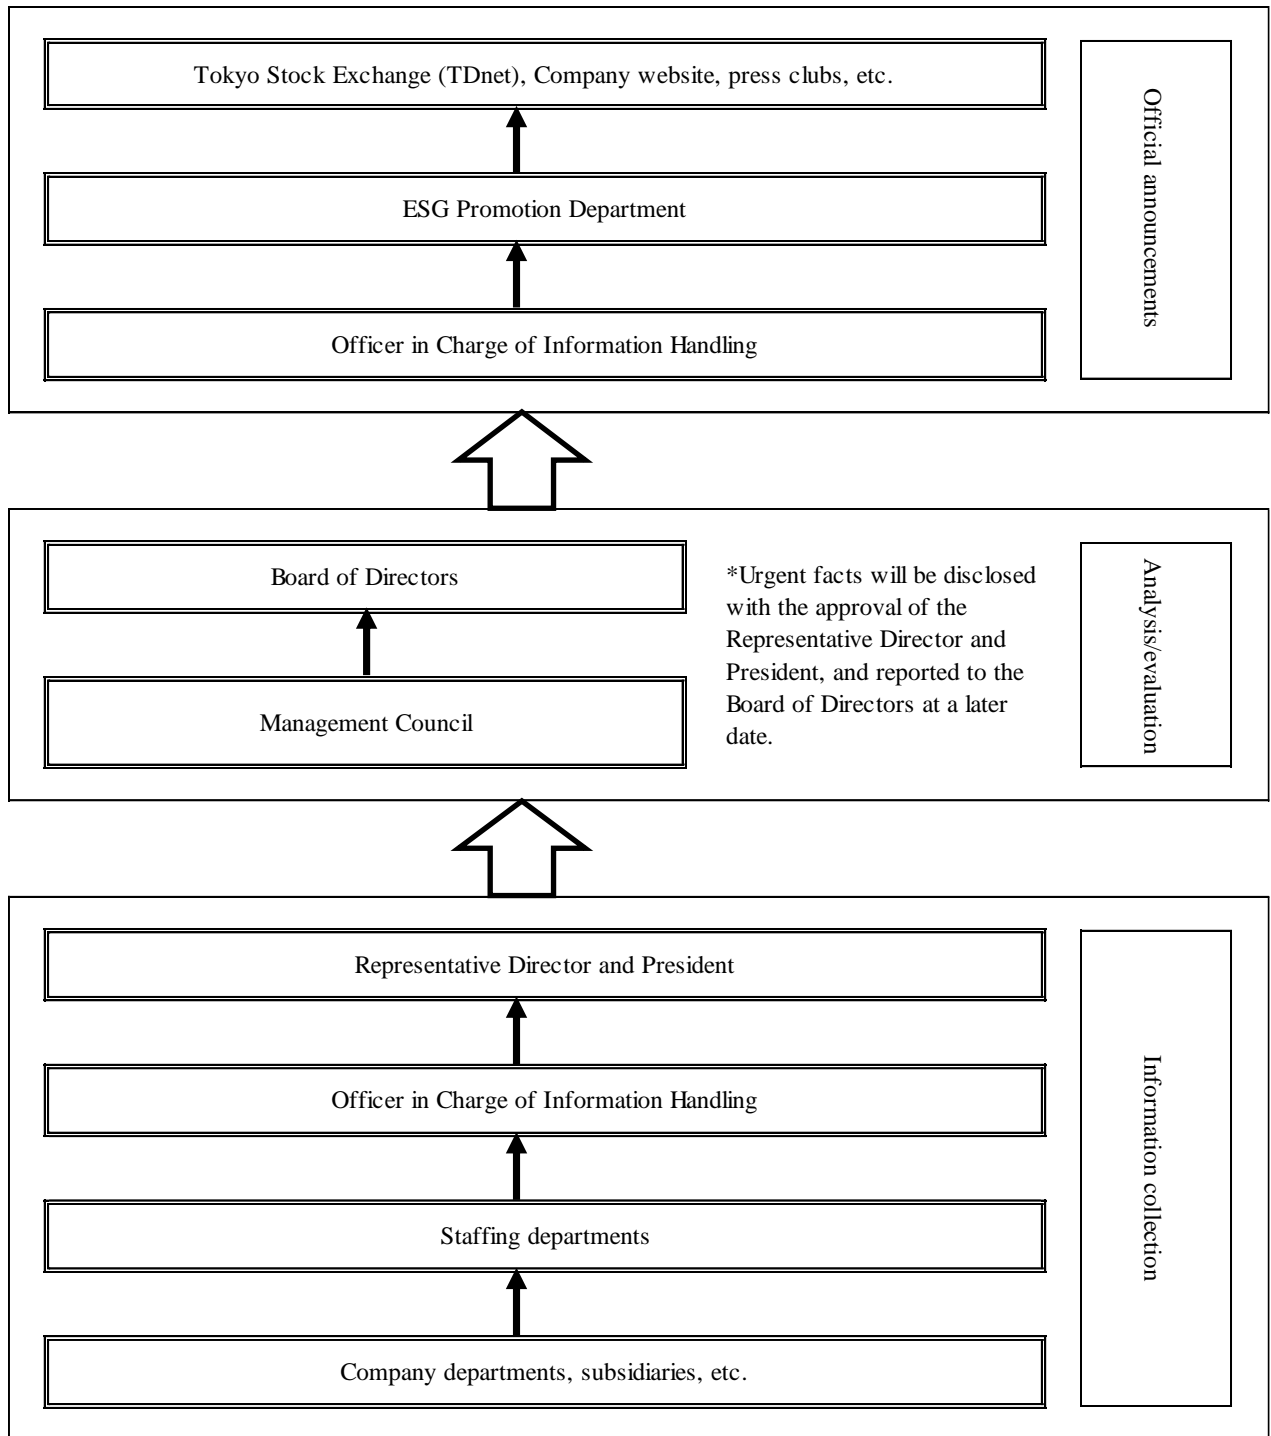 Tokyo Stock Exchange (TDnet), Company website, press clubs, etc.
ESG Promotion Department
Officer in Charge of Information Handling
Official announcements
Board of Directors
Management Council
*Urgent facts will be disclosed
with the approval of the
Representative Director and
President, and reported to the
Board of Directors at a later
date.
Analysis/evaluation
Representative Director and President
Officer in Charge of Information Handling
Staffing departments
Company departments, subsidiaries, etc.
Information collection